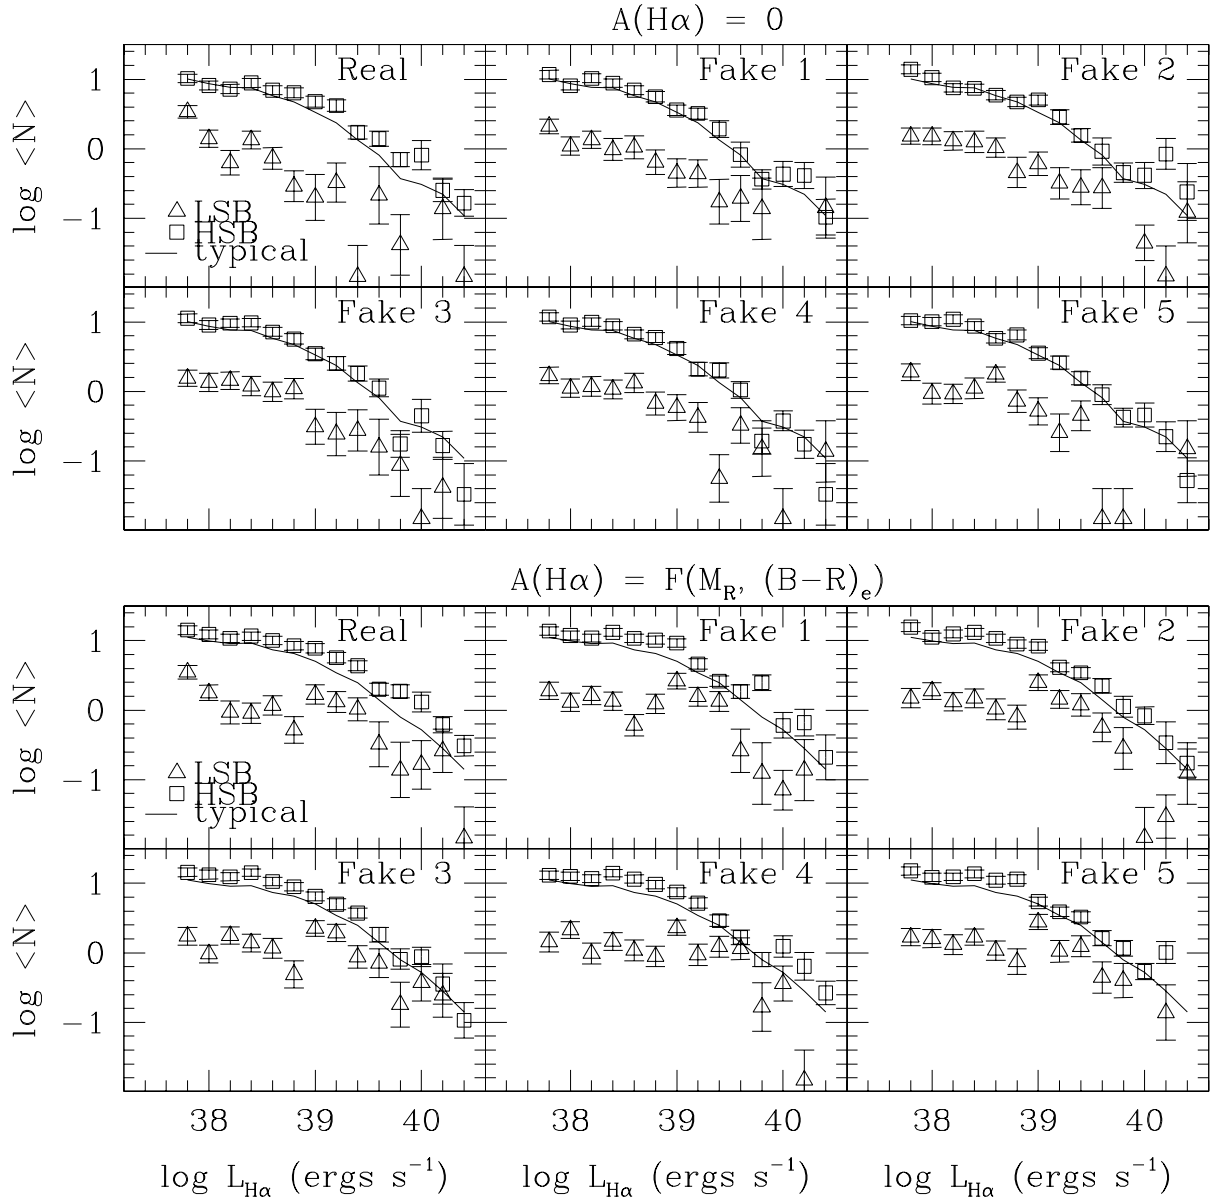 A(Hα) = 0
Real Fake 1 Fake 2
1
0
−1
log <N>
LSB
HSB
typical
Fake 3 Fake 4 Fake 5
1
0
−1
log <N>
A(Hα) = F(M_R, (B−R)_e)
Real Fake 1 Fake 2
1
0
−1
log <N>
LSB
HSB
typical
Fake 3 Fake 4 Fake 5
1
0
−1
log <N>
38 39 40 38 39 40 38 39 40
log L_Hα (ergs s⁻¹) log L_Hα (ergs s⁻¹) log L_Hα (ergs s⁻¹)